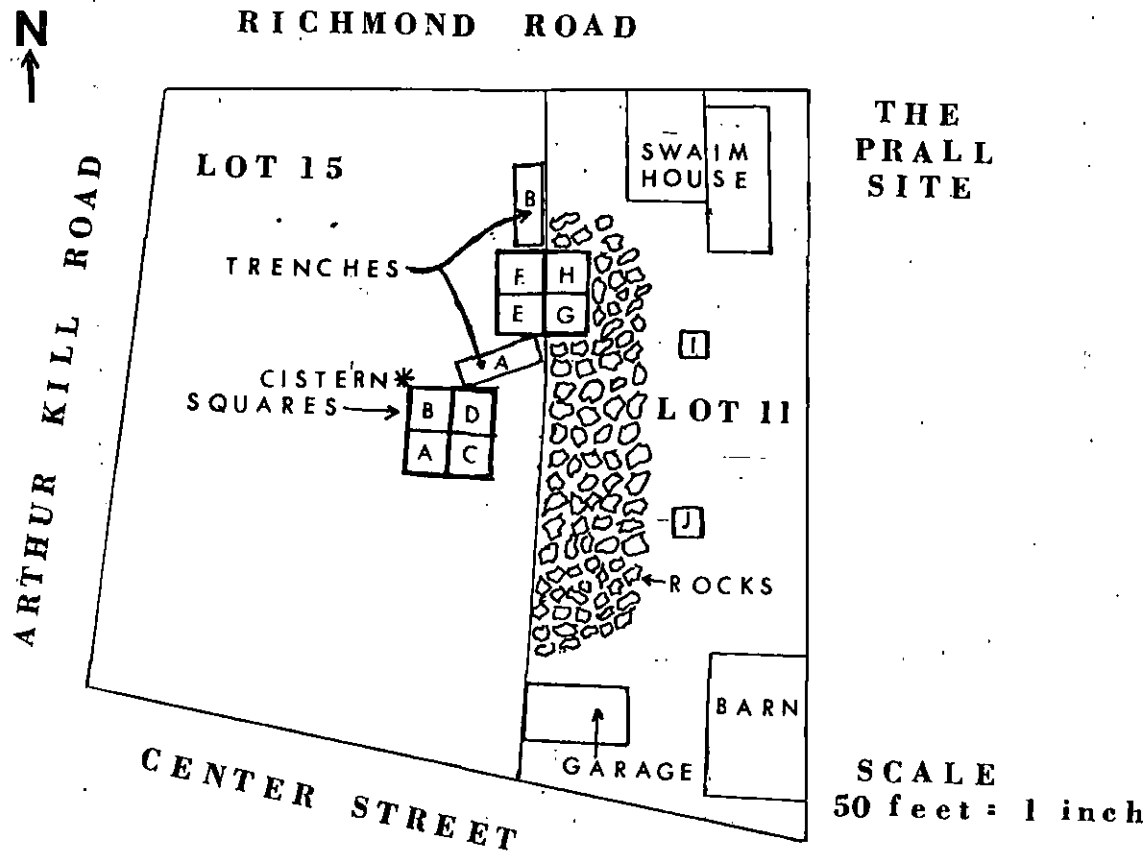 RICHMOND ROAD
N
THE
PRALL
SITE
LOT 15
SWAIM
HOUSE
ARTHUR KILL ROAD
B
TRENCHES
F
H
E
G
A
I
CISTERN
SQUARES
B
D
LOT 11
A
C
J
ROCKS
BARN
GARAGE
CENTER STREET
SCALE
50 feet = 1 inch